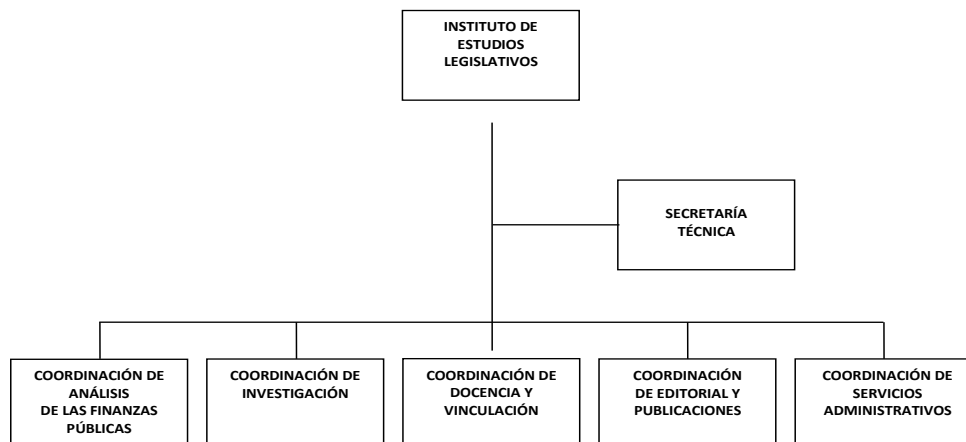 INSTITUTO DE
ESTUDIOS
LEGISLATIVOS
SECRETARÍA
TÉCNICA
COORDINACIÓN DE
ANÁLISIS
DE LAS FINANZAS
PÚBLICAS
COORDINACIÓN DE
INVESTIGACIÓN
COORDINACIÓN DE
DOCENCIA Y
VINCULACIÓN
COORDINACIÓN
DE EDITORIAL Y
PUBLICACIONES
COORDINACIÓN DE
SERVICIOS
ADMINISTRATIVOS